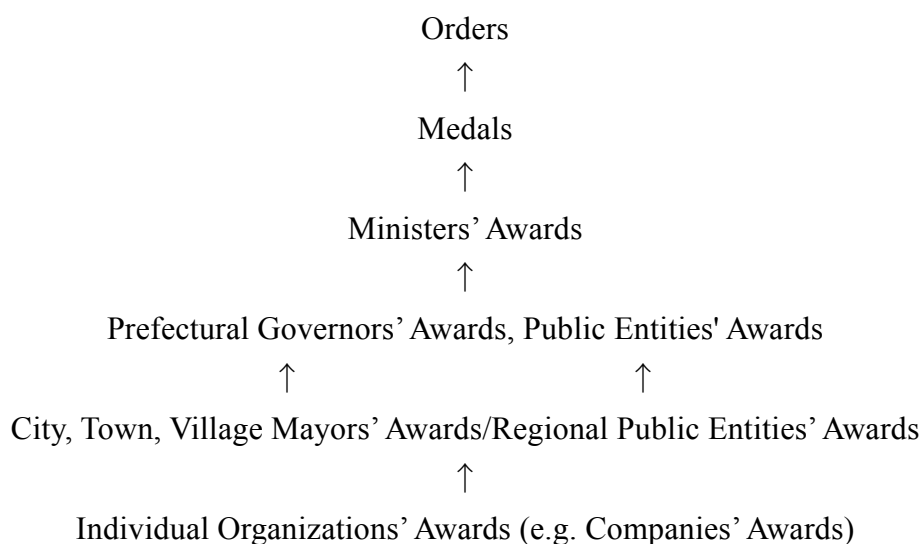 Orders
↑
Medals
↑
Ministers’ Awards
↑
Prefectural Governors’ Awards, Public Entities' Awards
↑ ↑
City, Town, Village Mayors’ Awards/Regional Public Entities’ Awards
↑
Individual Organizations’ Awards (e.g. Companies’ Awards)